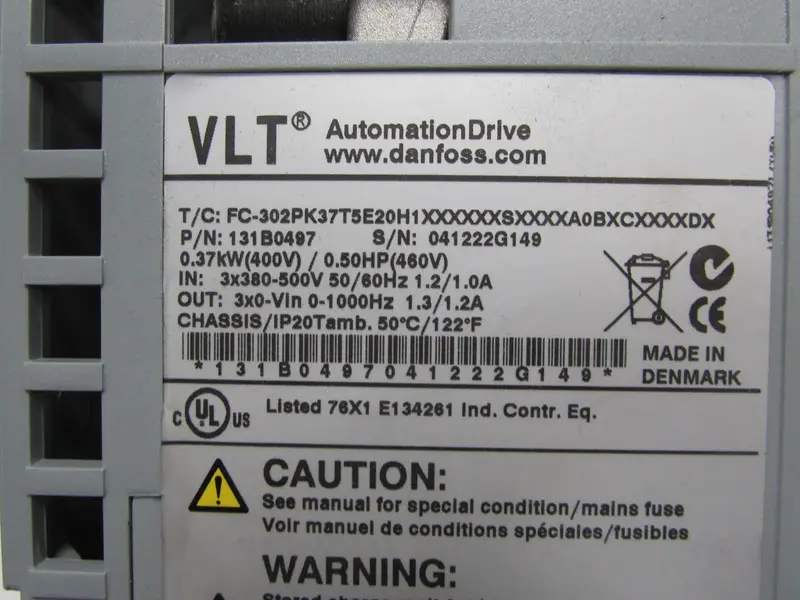 VLT® AutomationDrive
www.danfoss.com
T/C: FC-302PK37T5E20H1XXXXXXSXXXXA0BXCXXXXDX
P/N: 131B0497 S/N: 041222G149
0.37kW(400V) / 0.50HP(460V)
IN: 3x380-500V 50/60Hz 1.2/1.0A
OUT: 3x0-Vin 0-1000Hz 1.3/1.2A
CHASSIS/IP20Tamb. 50°C/122°F
*131B0497041222G149*
MADE IN
DENMARK
CE
c UL US Listed 76X1 E134261 Ind. Contr. Eq.
CAUTION:
See manual for special condition/mains fuse
Voir manuel de conditions spéciales/fusibles
WARNING: